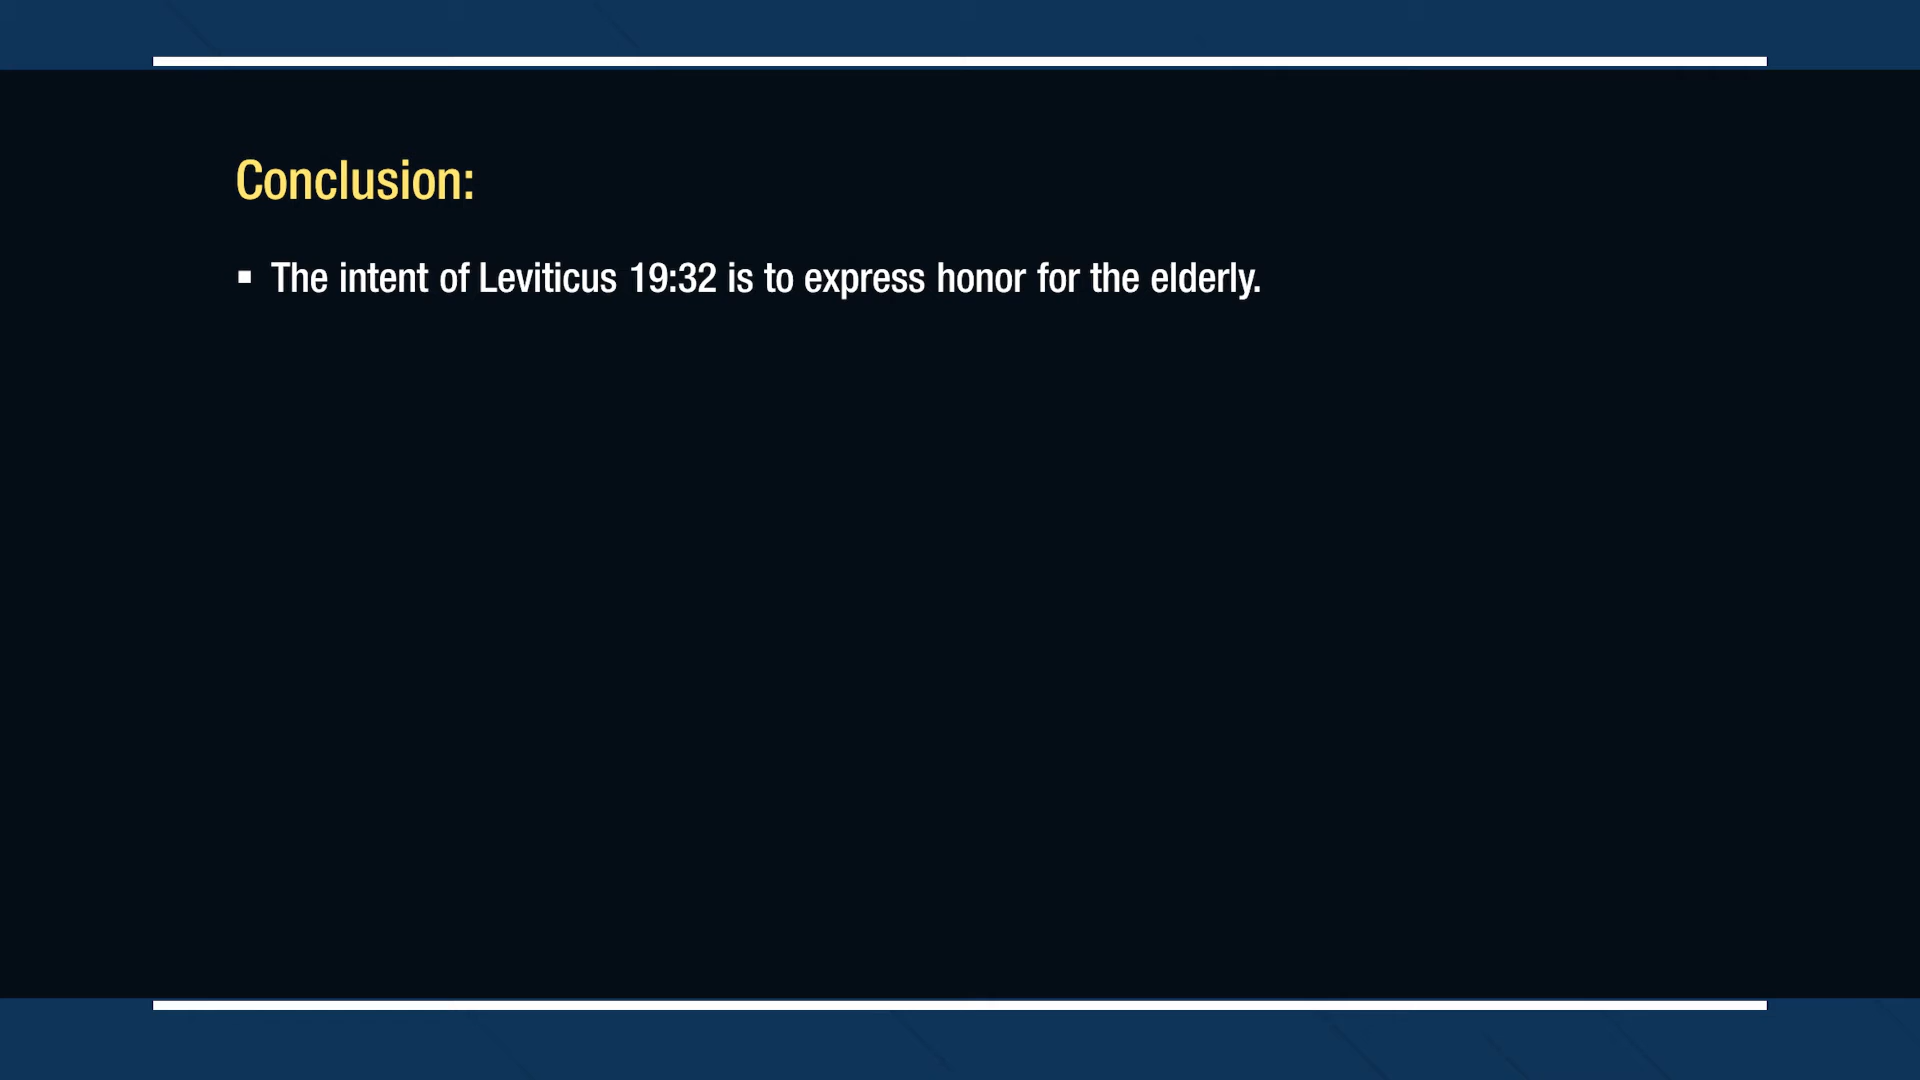 Conclusion:
▪ The intent of Leviticus 19:32 is to express honor for the elderly.